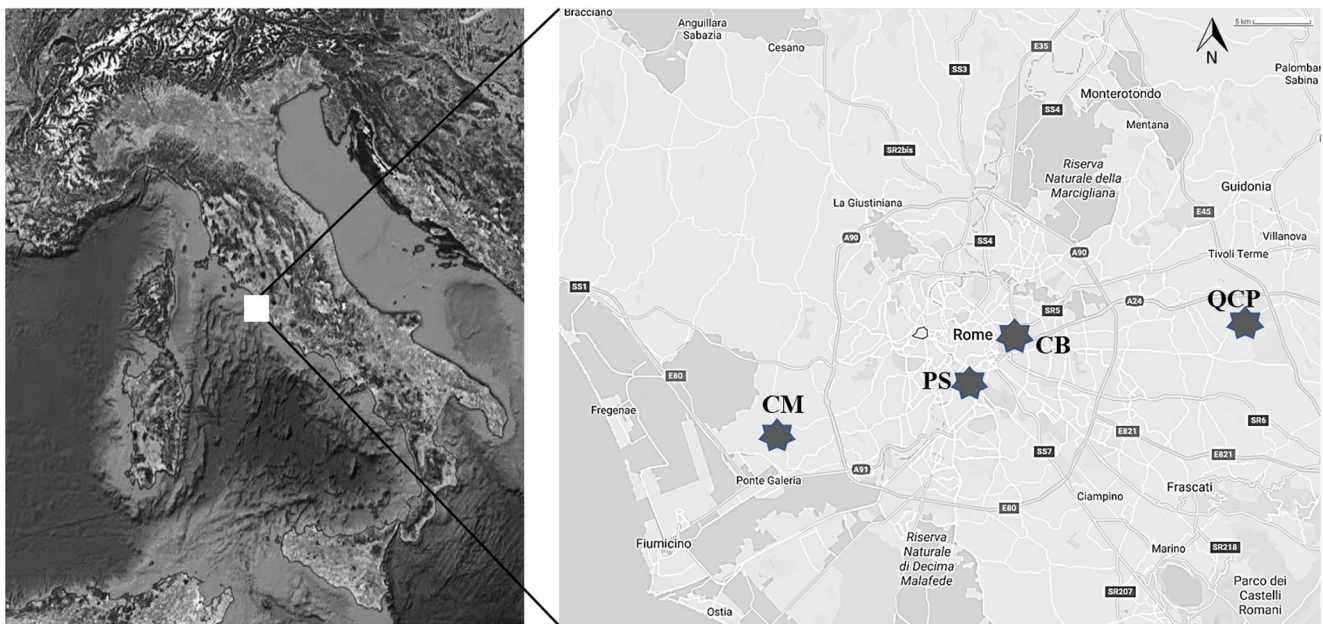 Bracciano
Anguillara
Sabazia
Cesano
SS3
E35
5 km
N
SS4
Monterotondo
Mentana
Palombar
Sabina
SR2bis
Riserva
Naturale della
Marcigliana
Guidonia
La Giustiniana
E45
Villanova
A90
SS4
A90
Tivoli Terme
SS1
SR5
A24
QCP
Rome
CB
E80
PS
Fregenae
CM
SR6
E821
SS7
E821
A91
Ponte Galeria
Frascati
E80
Ciampino
Fiumicino
Riserva
Naturale
di Decima
Malafede
Marino
SR218
Parco dei
Castelli
Romani
SR207
Ostia